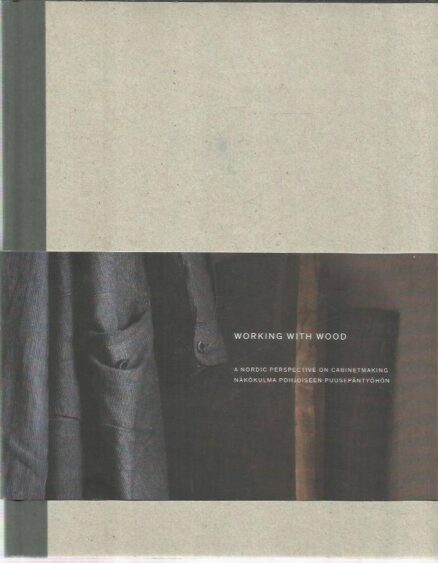 WORKING WITH WOOD
A NORDIC PERSPECTIVE ON CABINETMAKING
NÄKÖKULMA POHJOISEEN PUUSEPÄNTYÖHÖN